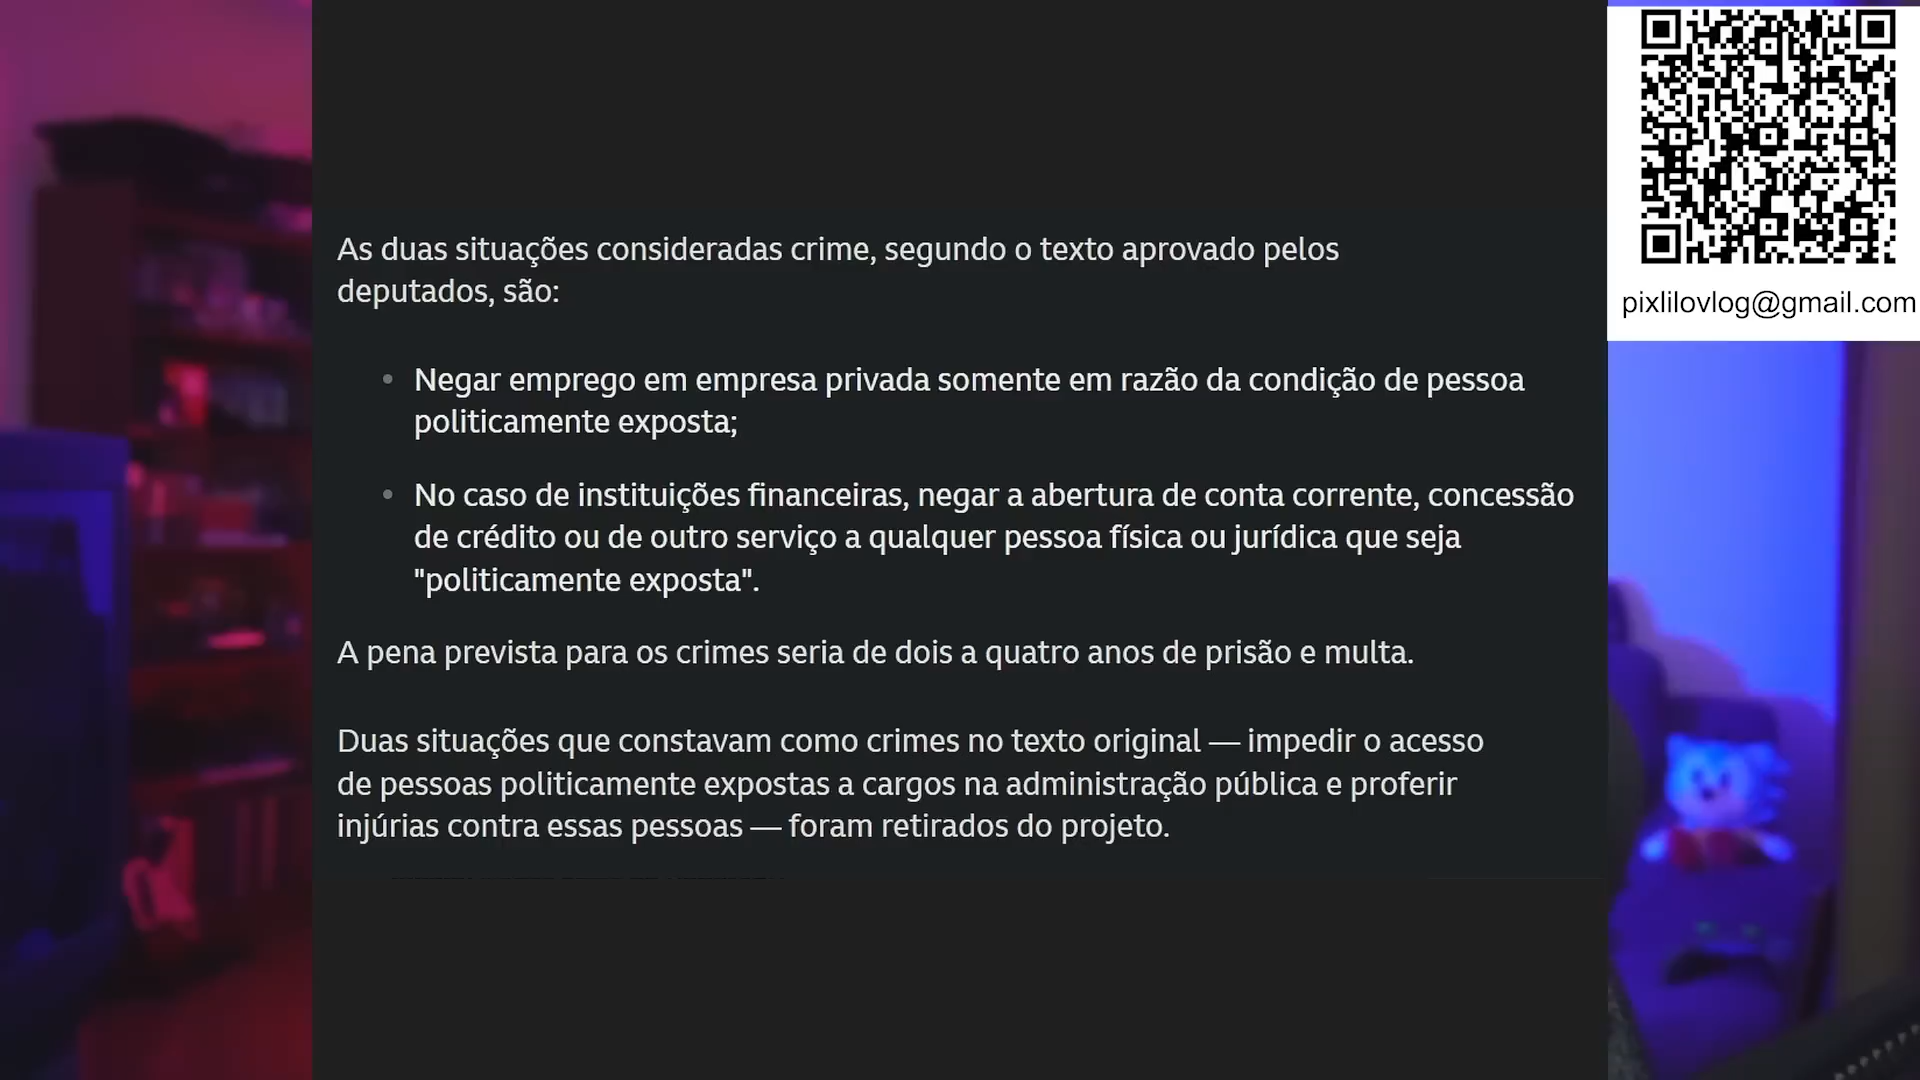 As duas situações consideradas crime, segundo o texto aprovado pelos
deputados, são:
• Negar emprego em empresa privada somente em razão da condição de pessoa
politicamente exposta;
• No caso de instituições financeiras, negar a abertura de conta corrente, concessão
de crédito ou de outro serviço a qualquer pessoa física ou jurídica que seja
"politicamente exposta".
A pena prevista para os crimes seria de dois a quatro anos de prisão e multa.
Duas situações que constavam como crimes no texto original — impedir o acesso
de pessoas politicamente expostas a cargos na administração pública e proferir
injúrias contra essas pessoas — foram retirados do projeto.
pixlilovlog@gmail.com